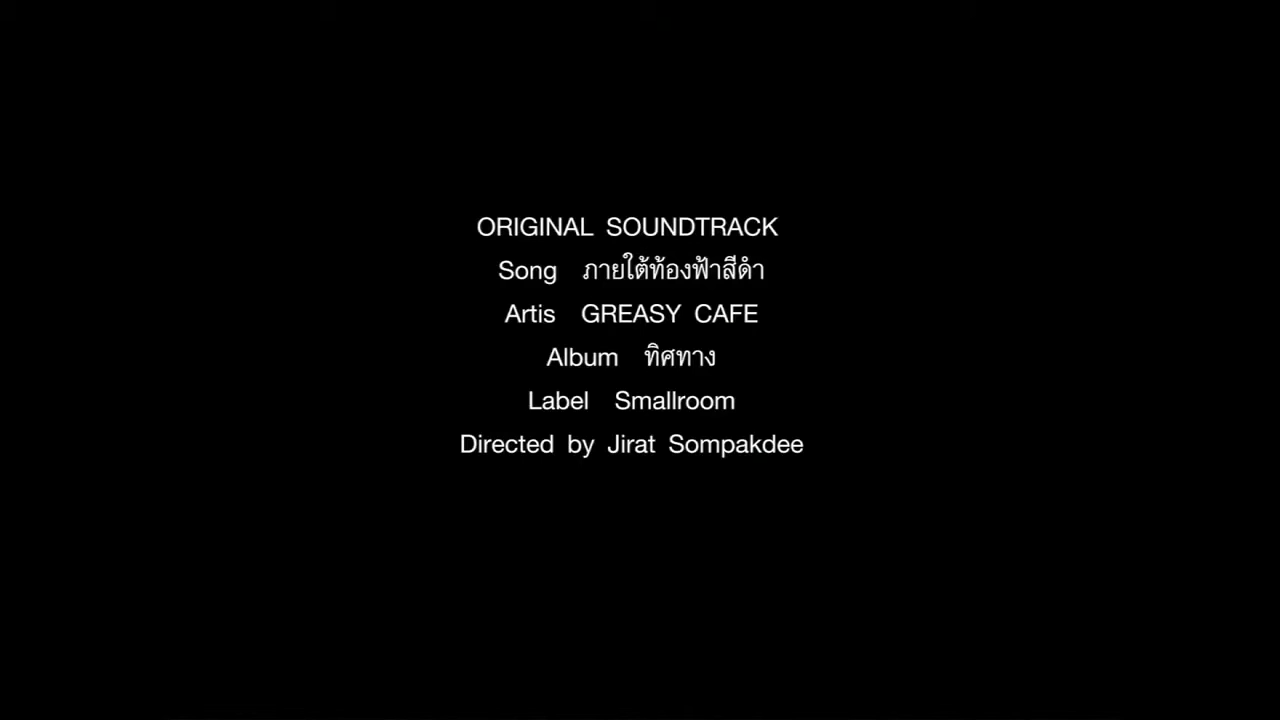 ORIGINAL SOUNDTRACK
Song ภายใต้ท้องฟ้าสีดำ
Artis GREASY CAFE
Album ทิศทาง
Label Smallroom
Directed by Jirat Sompakdee